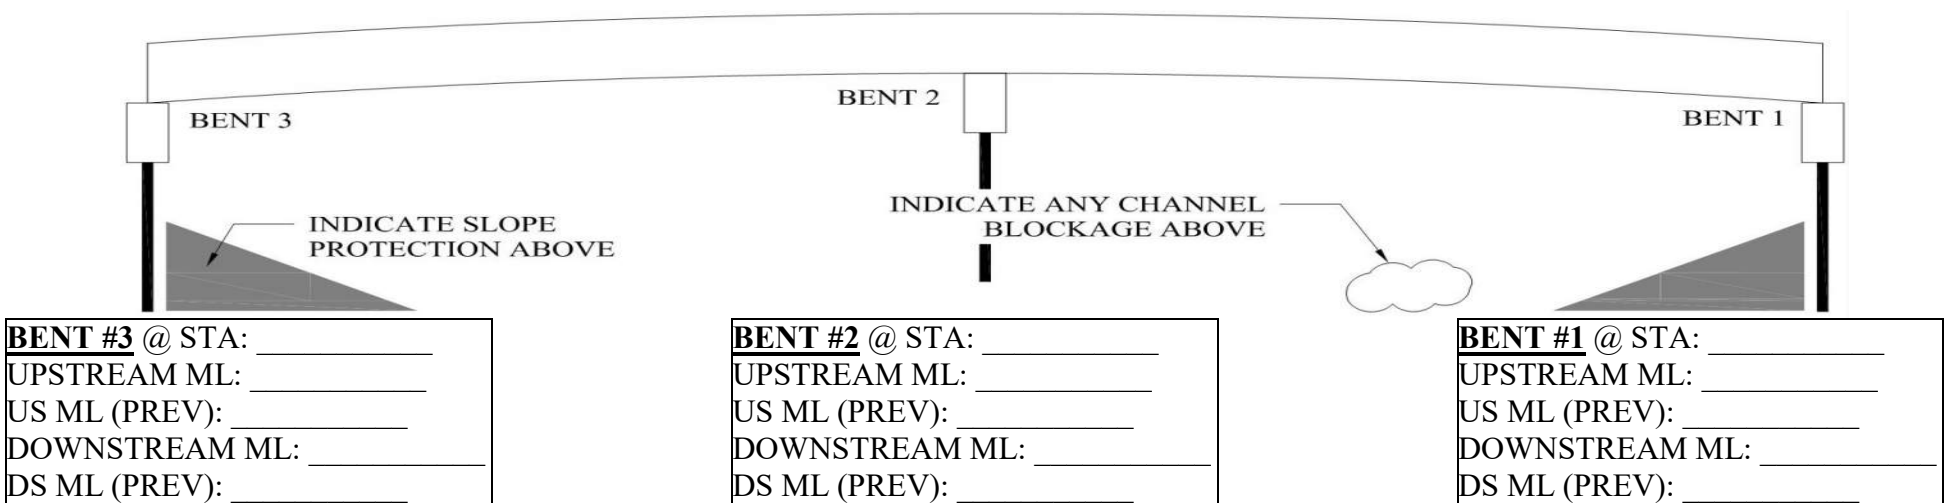 BENT 3
BENT 2
BENT 1
INDICATE SLOPE
PROTECTION ABOVE
INDICATE ANY CHANNEL
BLOCKAGE ABOVE
BENT #3 @ STA: ___________
UPSTREAM ML: ___________
US ML (PREV): ___________
DOWNSTREAM ML: ___________
DS ML (PREV): ___________
BENT #2 @ STA: ___________
UPSTREAM ML: ___________
US ML (PREV): ___________
DOWNSTREAM ML: ___________
DS ML (PREV): ___________
BENT #1 @ STA: ___________
UPSTREAM ML: ___________
US ML (PREV): ___________
DOWNSTREAM ML: ___________
DS ML (PREV): ___________